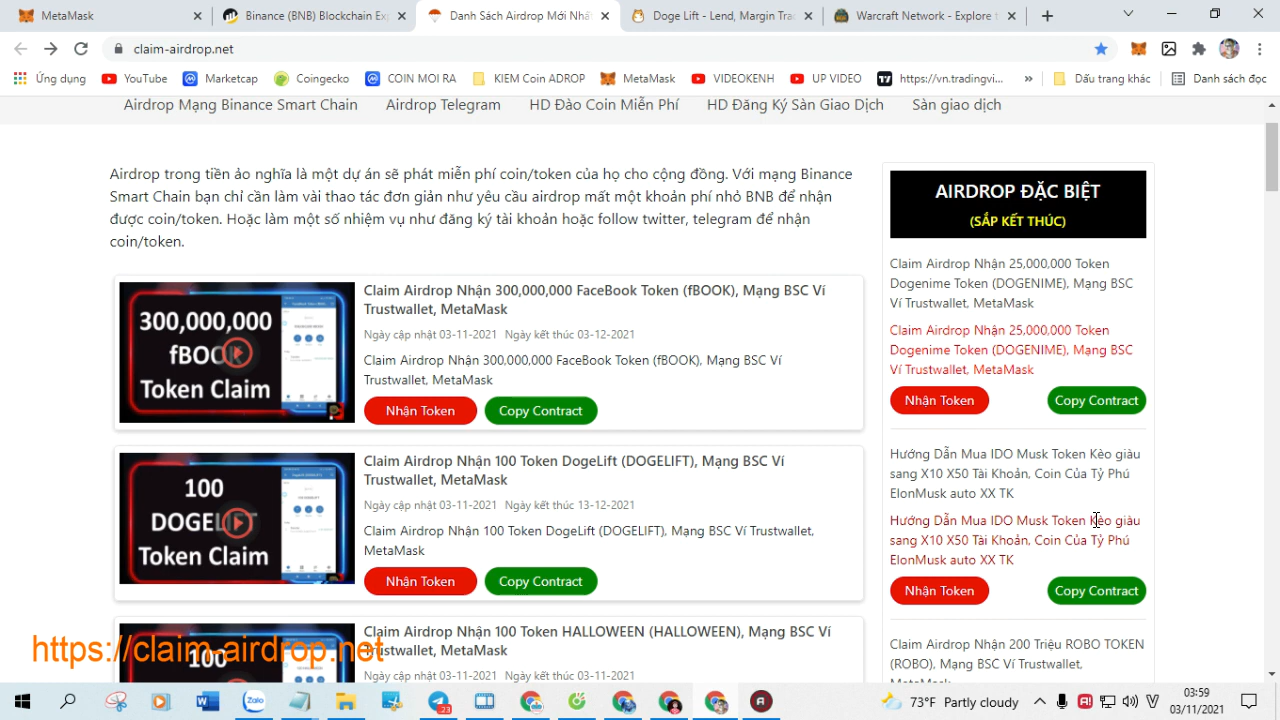 MetaMask
Binance (BNB) Blockchain Exp
Danh Sách Airdrop Mới Nhấ
Doge Lift - Lend, Margin Trad
Warcraft Network - Explore t
claim-airdrop.net
Ứng dụng
YouTube
Marketcap
Coingecko
COIN MOI RA
KIEM Coin ADROP
MetaMask
VIDEOKENH
UP VIDEO
https://vn.tradingvi...
»
Dấu trang khác
Danh sách đọc
Airdrop Mạng Binance Smart Chain
Airdrop Telegram
HD Đào Coin Miễn Phí
HD Đăng Ký Sàn Giao Dịch
Sàn giao dịch
Airdrop trong tiền ảo nghĩa là một dự án sẽ phát miễn phí coin/token của họ cho cộng đồng. Với mạng Binance
Smart Chain bạn chỉ cần làm vài thao tác đơn giản như yêu cầu airdrop mất một khoản phí nhỏ BNB để nhận
được coin/token. Hoặc làm một số nhiệm vụ như đăng ký tài khoản hoặc follow twitter, telegram để nhận
coin/token.
300,000,000
fBOOK
Token Claim
Claim Airdrop Nhận 300,000,000 FaceBook Token (fBOOK), Mạng BSC Ví
Trustwallet, MetaMask
Ngày cập nhật 03-11-2021 Ngày kết thúc 03-12-2021
Claim Airdrop Nhận 300,000,000 FaceBook Token (fBOOK), Mạng BSC Ví
Trustwallet, MetaMask
Nhận Token
Copy Contract
100
DOGELIFT
Token Claim
Claim Airdrop Nhận 100 Token DogeLift (DOGELIFT), Mạng BSC Ví
Trustwallet, MetaMask
Ngày cập nhật 03-11-2021 Ngày kết thúc 13-12-2021
Claim Airdrop Nhận 100 Token DogeLift (DOGELIFT), Mạng BSC Ví Trustwallet,
MetaMask
Nhận Token
Copy Contract
100
Claim Airdrop Nhận 100 Token HALLOWEEN (HALLOWEEN), Mạng BSC Ví
Trustwallet, MetaMask
Ngày cập nhật 03-11-2021 Ngày kết thúc 03-11-2021
https://claim-airdrop.net
AIRDROP ĐẶC BIỆT
(SẮP KẾT THÚC)
Claim Airdrop Nhận 25,000,000 Token
Dogenime Token (DOGENIME), Mạng BSC
Ví Trustwallet, MetaMask
Claim Airdrop Nhận 25,000,000 Token
Dogenime Token (DOGENIME), Mạng BSC
Ví Trustwallet, MetaMask
Nhận Token
Copy Contract
Hướng Dẫn Mua IDO Musk Token Kèo giàu
sang X10 X50 Tài Khoản, Coin Của Tỷ Phú
ElonMusk auto XX TK
Hướng Dẫn Mua IDO Musk Token Kèo giàu
sang X10 X50 Tài Khoản, Coin Của Tỷ Phú
ElonMusk auto XX TK
Nhận Token
Copy Contract
Claim Airdrop Nhận 200 Triệu ROBO TOKEN
(ROBO), Mạng BSC Ví Trustwallet,
MetaMask
Zalo
23
73°F Partly cloudy
03:59
03/11/2021